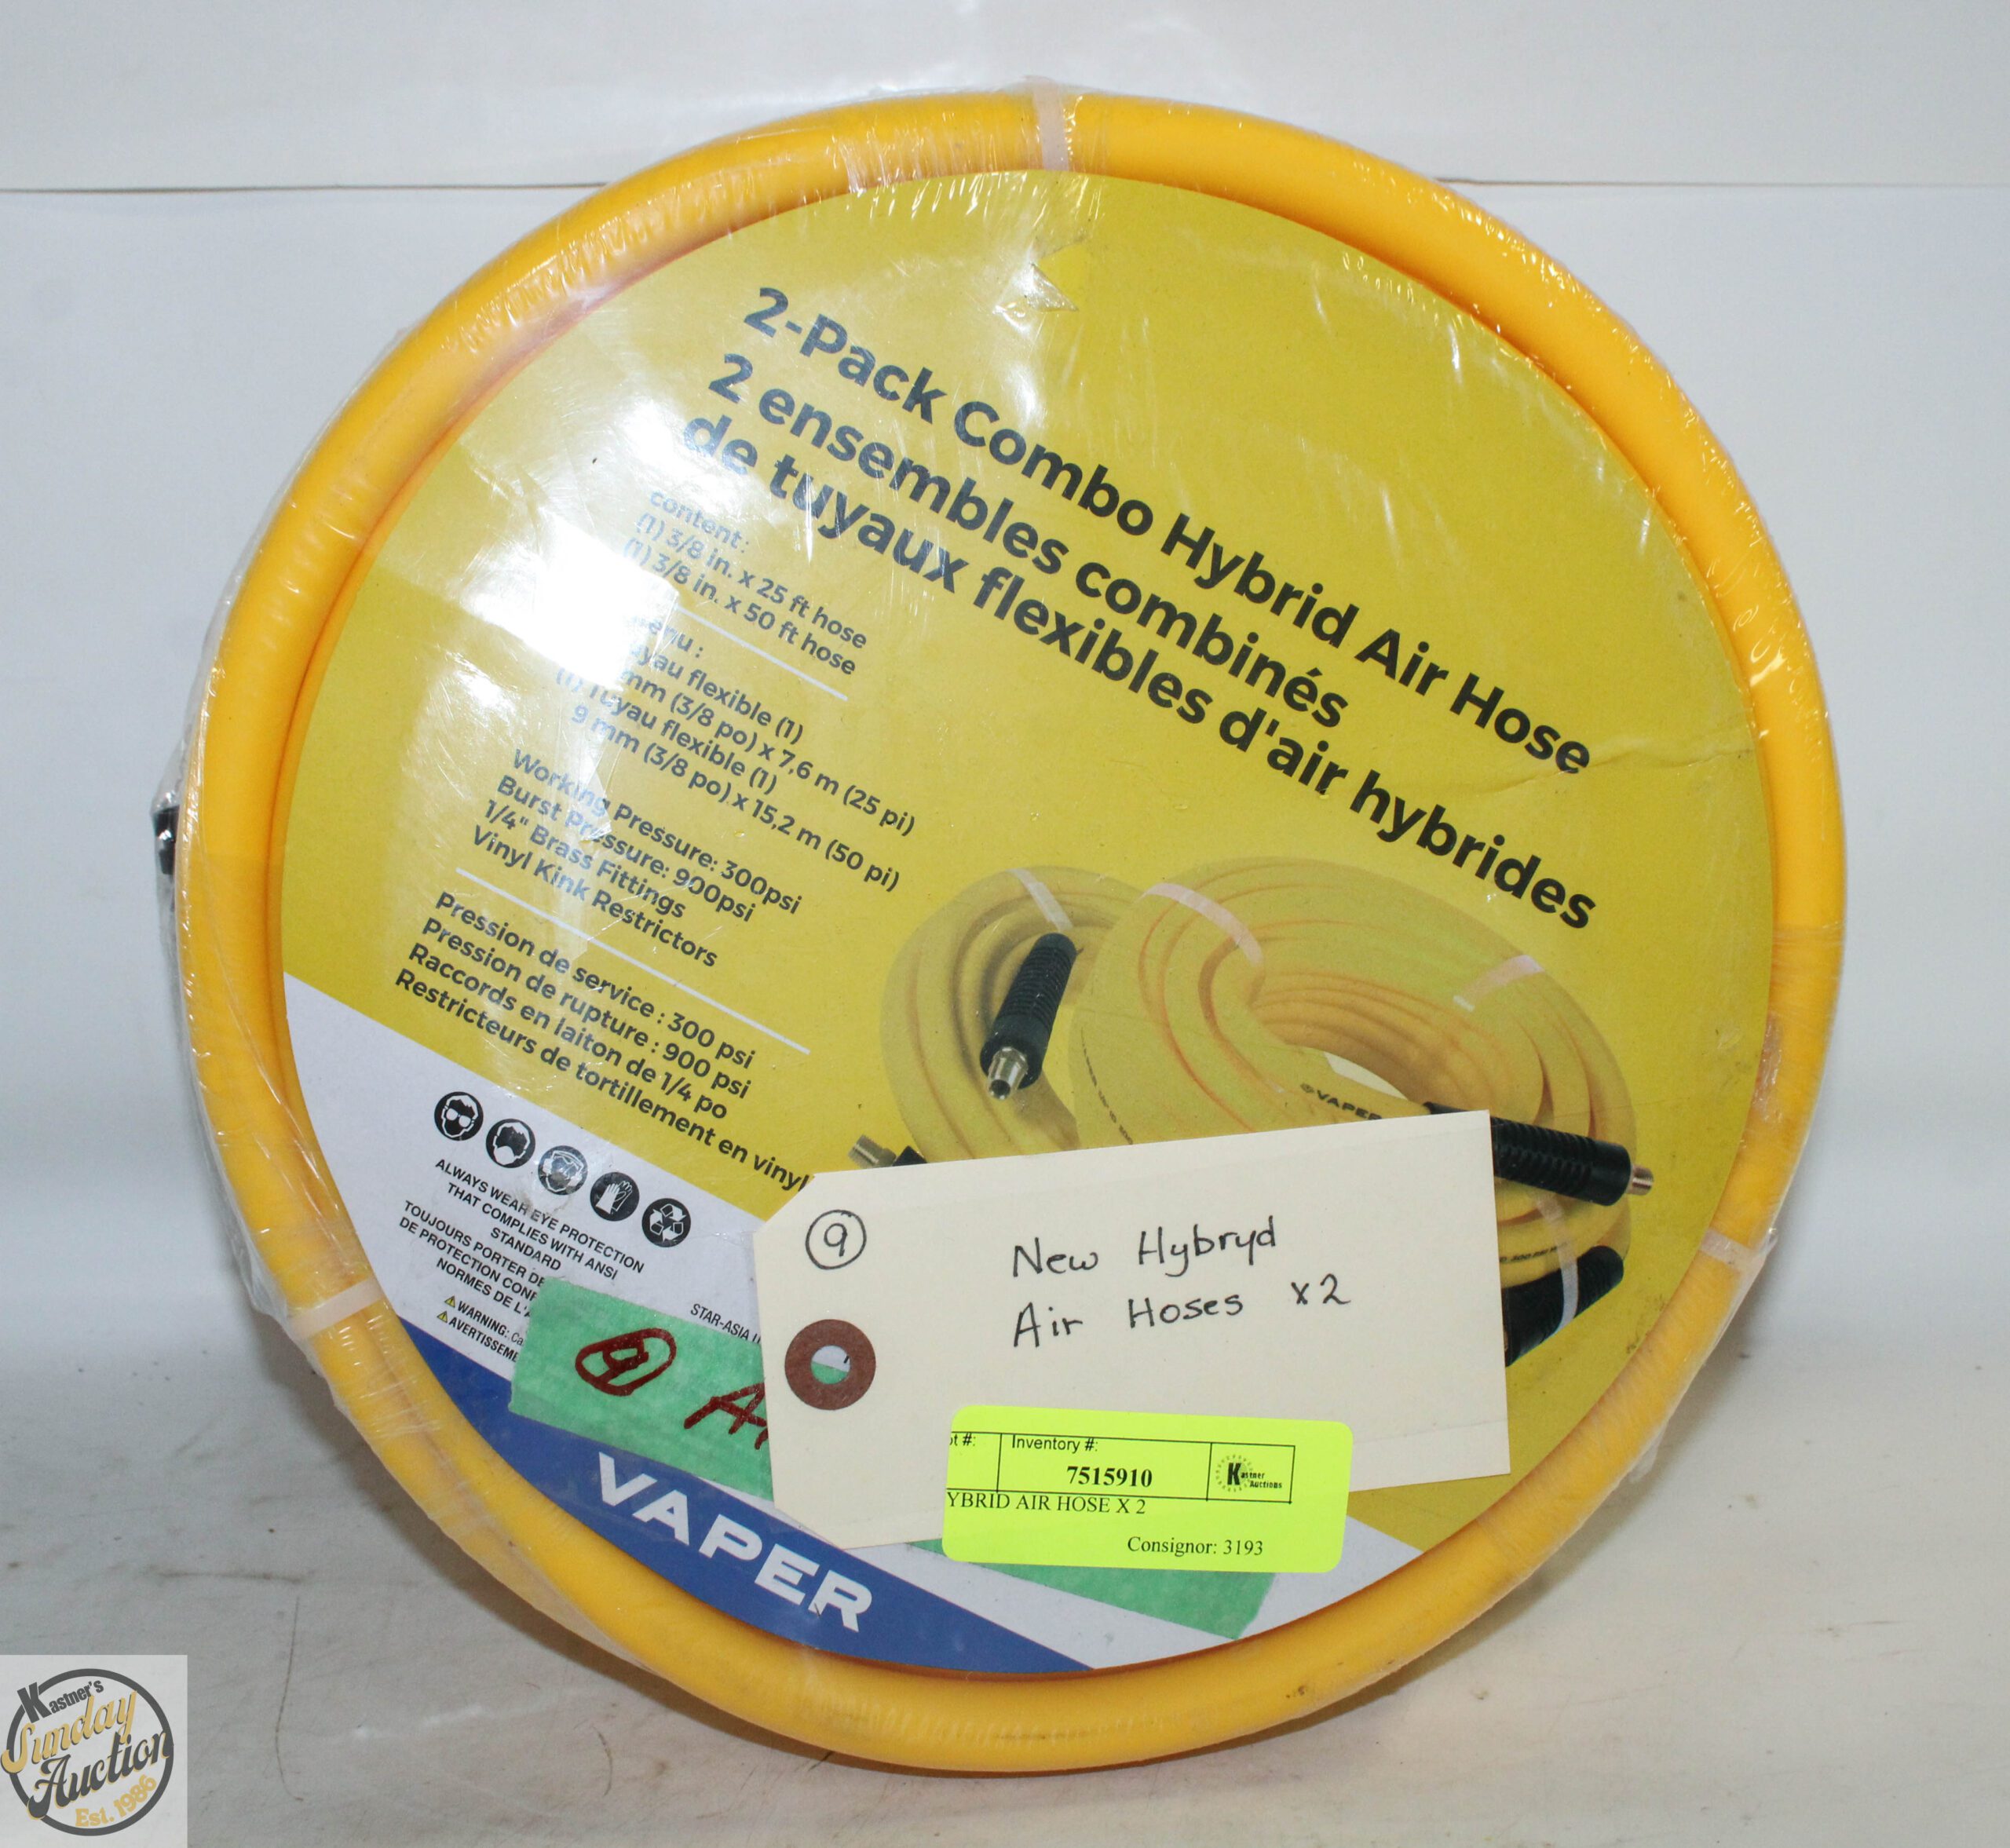 2-Pack Combo Hybrid Air Hose
2 ensembles combinés
de tuyaux flexibles d'air hybrides
content:
(1) 3/8 in. x 25 ft hose
(1) 3/8 in. x 50 ft hose
flexible (1)
mm (3/8 po) x 7,6 m (25 pi)
(1) Tuyau flexible (1)
9 mm (3/8 po) x 15,2 m (50 pi)
Working Pressure: 300psi
Burst Pressure: 900psi
1/4" Brass Fittings
Vinyl Kink Restrictors
Pression de service : 300 psi
Pression de rupture : 900 psi
Raccords en laiton de 1/4 po
Restricteurs de tortillement en vinyl
VAPER
ALWAYS WEAR EYE PROTECTION
THAT COMPLIES WITH ANSI
STANDARD
TOUJOURS PORTER DE
DE PROTECTION CONF
NORMES DE L'
WARNING: Ca
AVERTISSEME
STAR-ASIA
9
New Hybryd
Air Hoses x2
9 Ai
ot #: Inventory #:
7515910
Kastner Auctions
YBRID AIR HOSE X 2
Consignor: 3193
VAPER
Kastner's
Sunday
Auction
Est. 1986